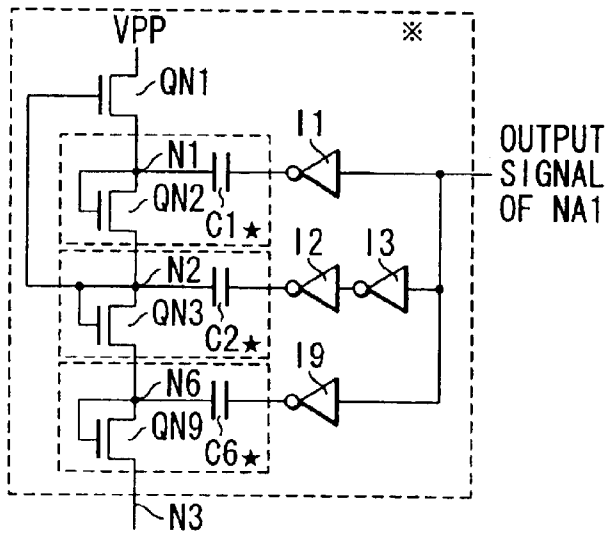 VPP
※
QN1
N1
I1
OUTPUT
SIGNAL
OF NA1
QN2
C1★
N2
I2
I3
QN3
C2★
N6
I9
QN9
C6★
N3